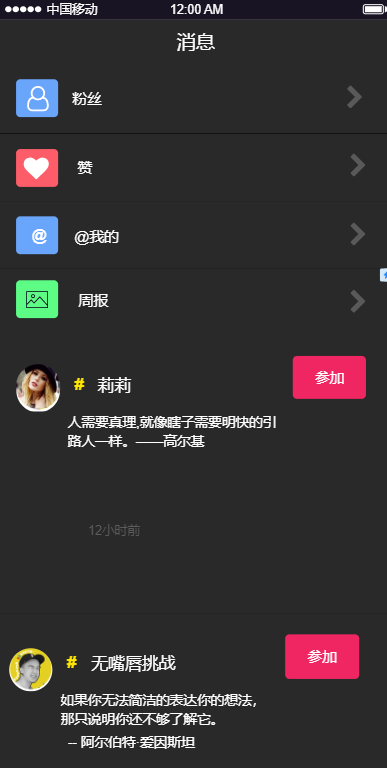 中国移动 12:00 AM
消息
粉丝
赞
@ @我的
周报
# 莉莉 参加
人需要真理,就像瞎子需要明快的引
路人一样。——高尔基
12小时前
# 无嘴唇挑战 参加
如果你无法简洁的表达你的想法，
那只说明你还不够了解它。
-- 阿尔伯特·爱因斯坦